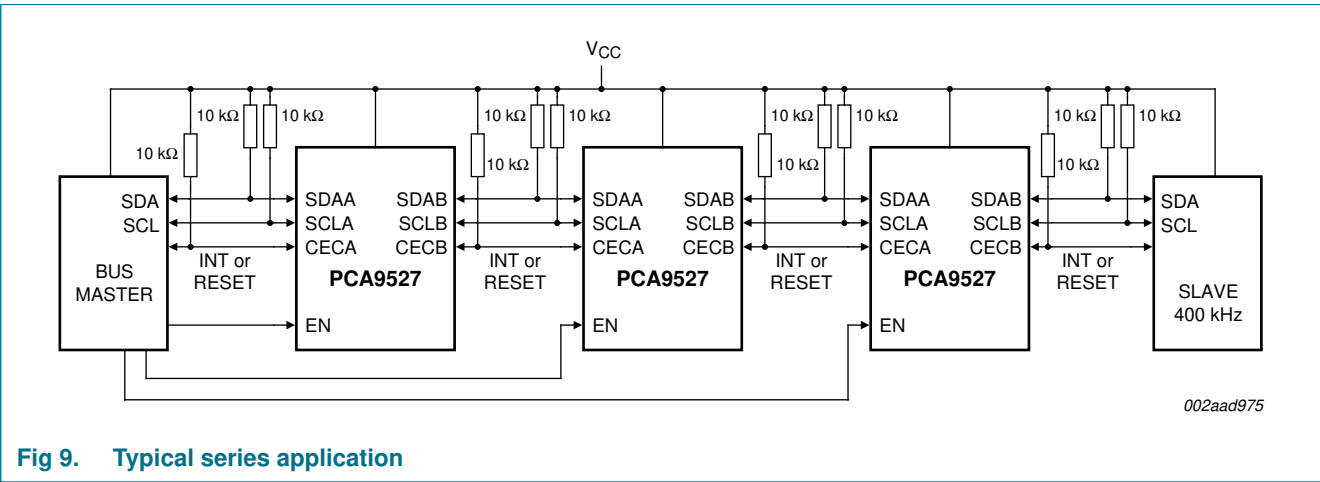 VCC
10 kΩ 10 kΩ 10 kΩ 10 kΩ 10 kΩ 10 kΩ 10 kΩ 10 kΩ
10 kΩ 10 kΩ 10 kΩ 10 kΩ
SDA SDAA SDAB SDAA SDAB SDAA SDAB SDA
SCL SCLA SCLB SCLA SCLB SCLA SCLB SCL
CECA CECB CECA CECB CECA CECB
INT or INT or INT or INT or
BUS RESET PCA9527 RESET PCA9527 RESET PCA9527 RESET
MASTER SLAVE
400 kHz
EN EN EN
002aad975
Fig 9. Typical series application